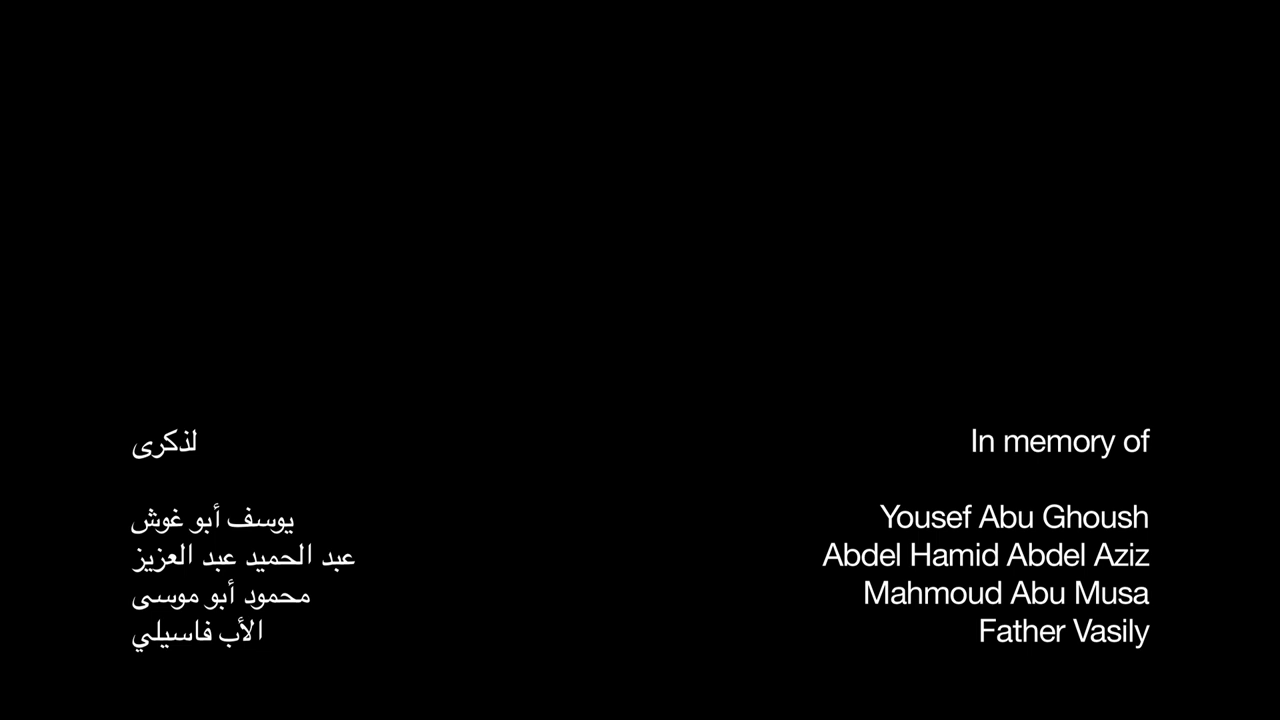 لذكرى
يوسف أبو غوش
عبد الحميد عبد العزيز
محمود أبو موسى
الأب فاسيلي
In memory of
Yousef Abu Ghoush
Abdel Hamid Abdel Aziz
Mahmoud Abu Musa
Father Vasily